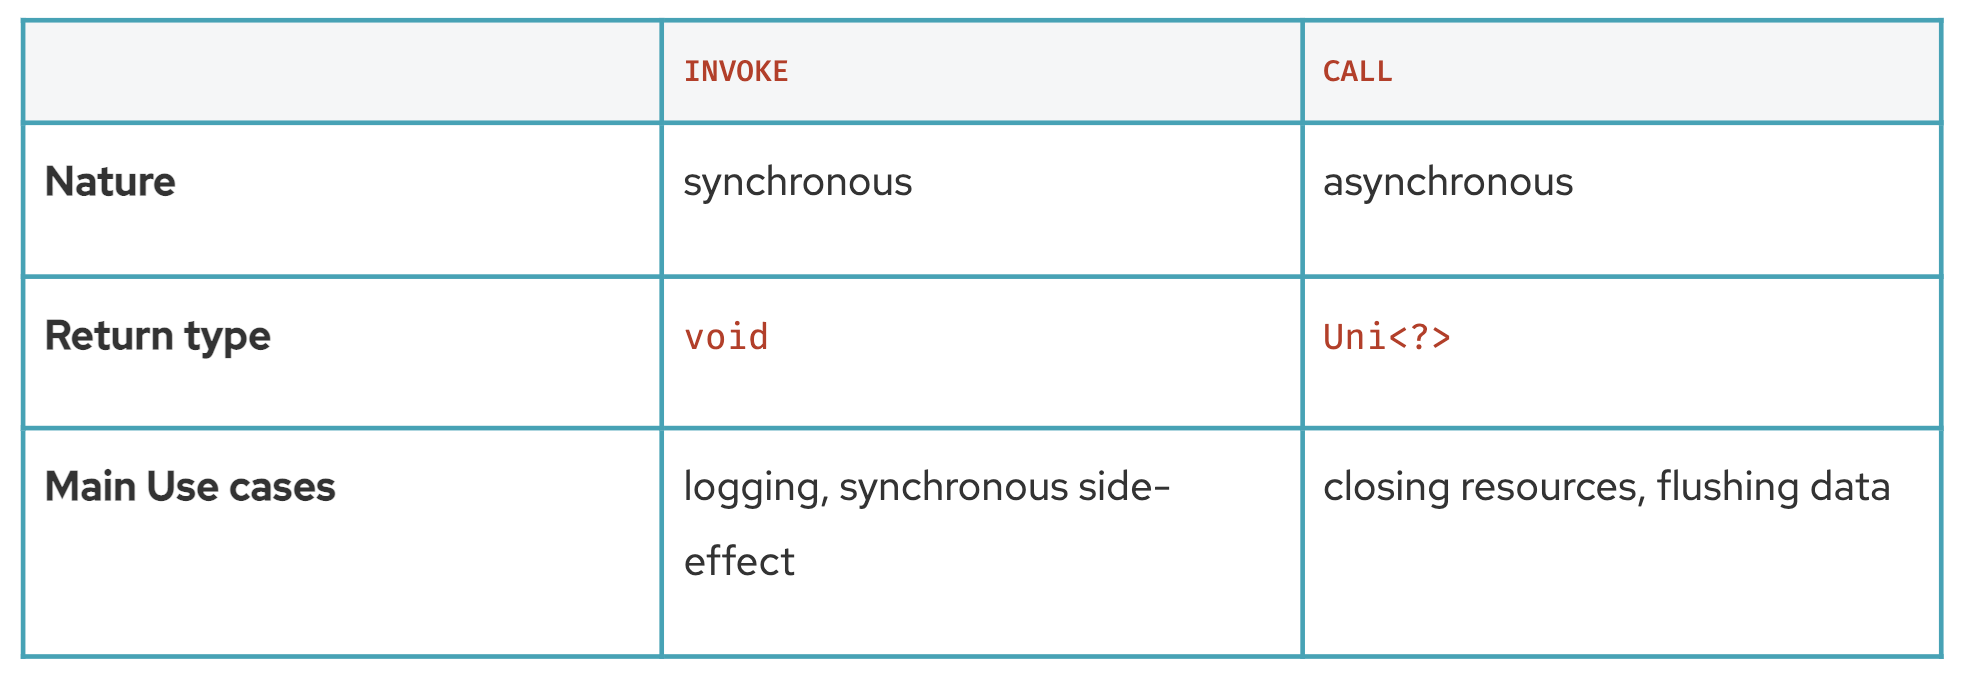 INVOKE CALL
Nature synchronous asynchronous
Return type void Uni<?>
Main Use cases logging, synchronous side- closing resources, flushing data
effect